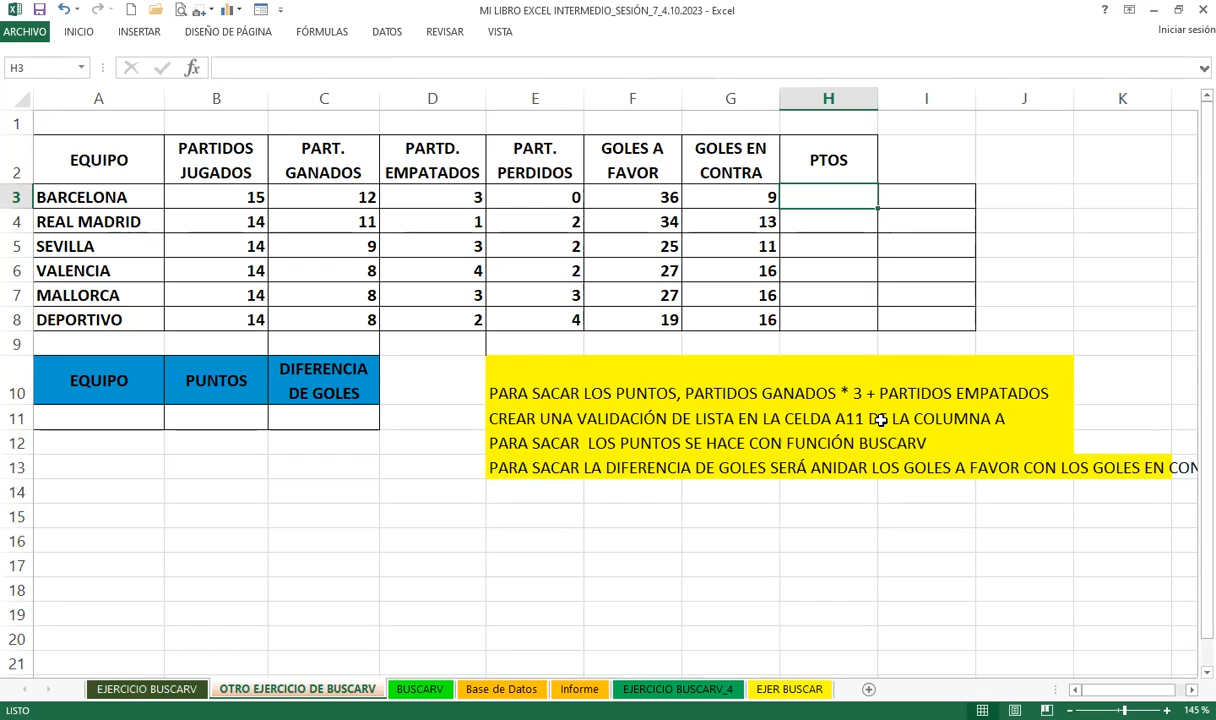 MI LIBRO EXCEL INTERMEDIO_SESIÓN_7_4.10.2023 - Excel
?
ARCHIVO INICIO INSERTAR DISEÑO DE PÁGINA FÓRMULAS DATOS REVISAR VISTA Iniciar sesión
H3 fx
A B C D E F G H I J K
1
2 EQUIPO PARTIDOS JUGADOS PART. GANADOS PARTD. EMPATADOS PART. PERDIDOS GOLES A FAVOR GOLES EN CONTRA PTOS
3 BARCELONA 15 12 3 0 36 9
4 REAL MADRID 14 11 1 2 34 13
5 SEVILLA 14 9 3 2 25 11
6 VALENCIA 14 8 4 2 27 16
7 MALLORCA 14 8 3 3 27 16
8 DEPORTIVO 14 8 2 4 19 16
9
10 EQUIPO PUNTOS DIFERENCIA DE GOLES PARA SACAR LOS PUNTOS, PARTIDOS GANADOS * 3 + PARTIDOS EMPATADOS
11 CREAR UNA VALIDACIÓN DE LISTA EN LA CELDA A11 DE LA COLUMNA A
12 PARA SACAR LOS PUNTOS SE HACE CON FUNCIÓN BUSCARV
13 PARA SACAR LA DIFERENCIA DE GOLES SERÁ ANIDAR LOS GOLES A FAVOR CON LOS GOLES EN CON
14
15
16
17
18
19
20
21
EJERCICIO BUSCARV OTRO EJERCICIO DE BUSCARV BUSCARV Base de Datos Informe EJERCICIO BUSCARV_4 EJER BUSCAR
LISTO 145 %